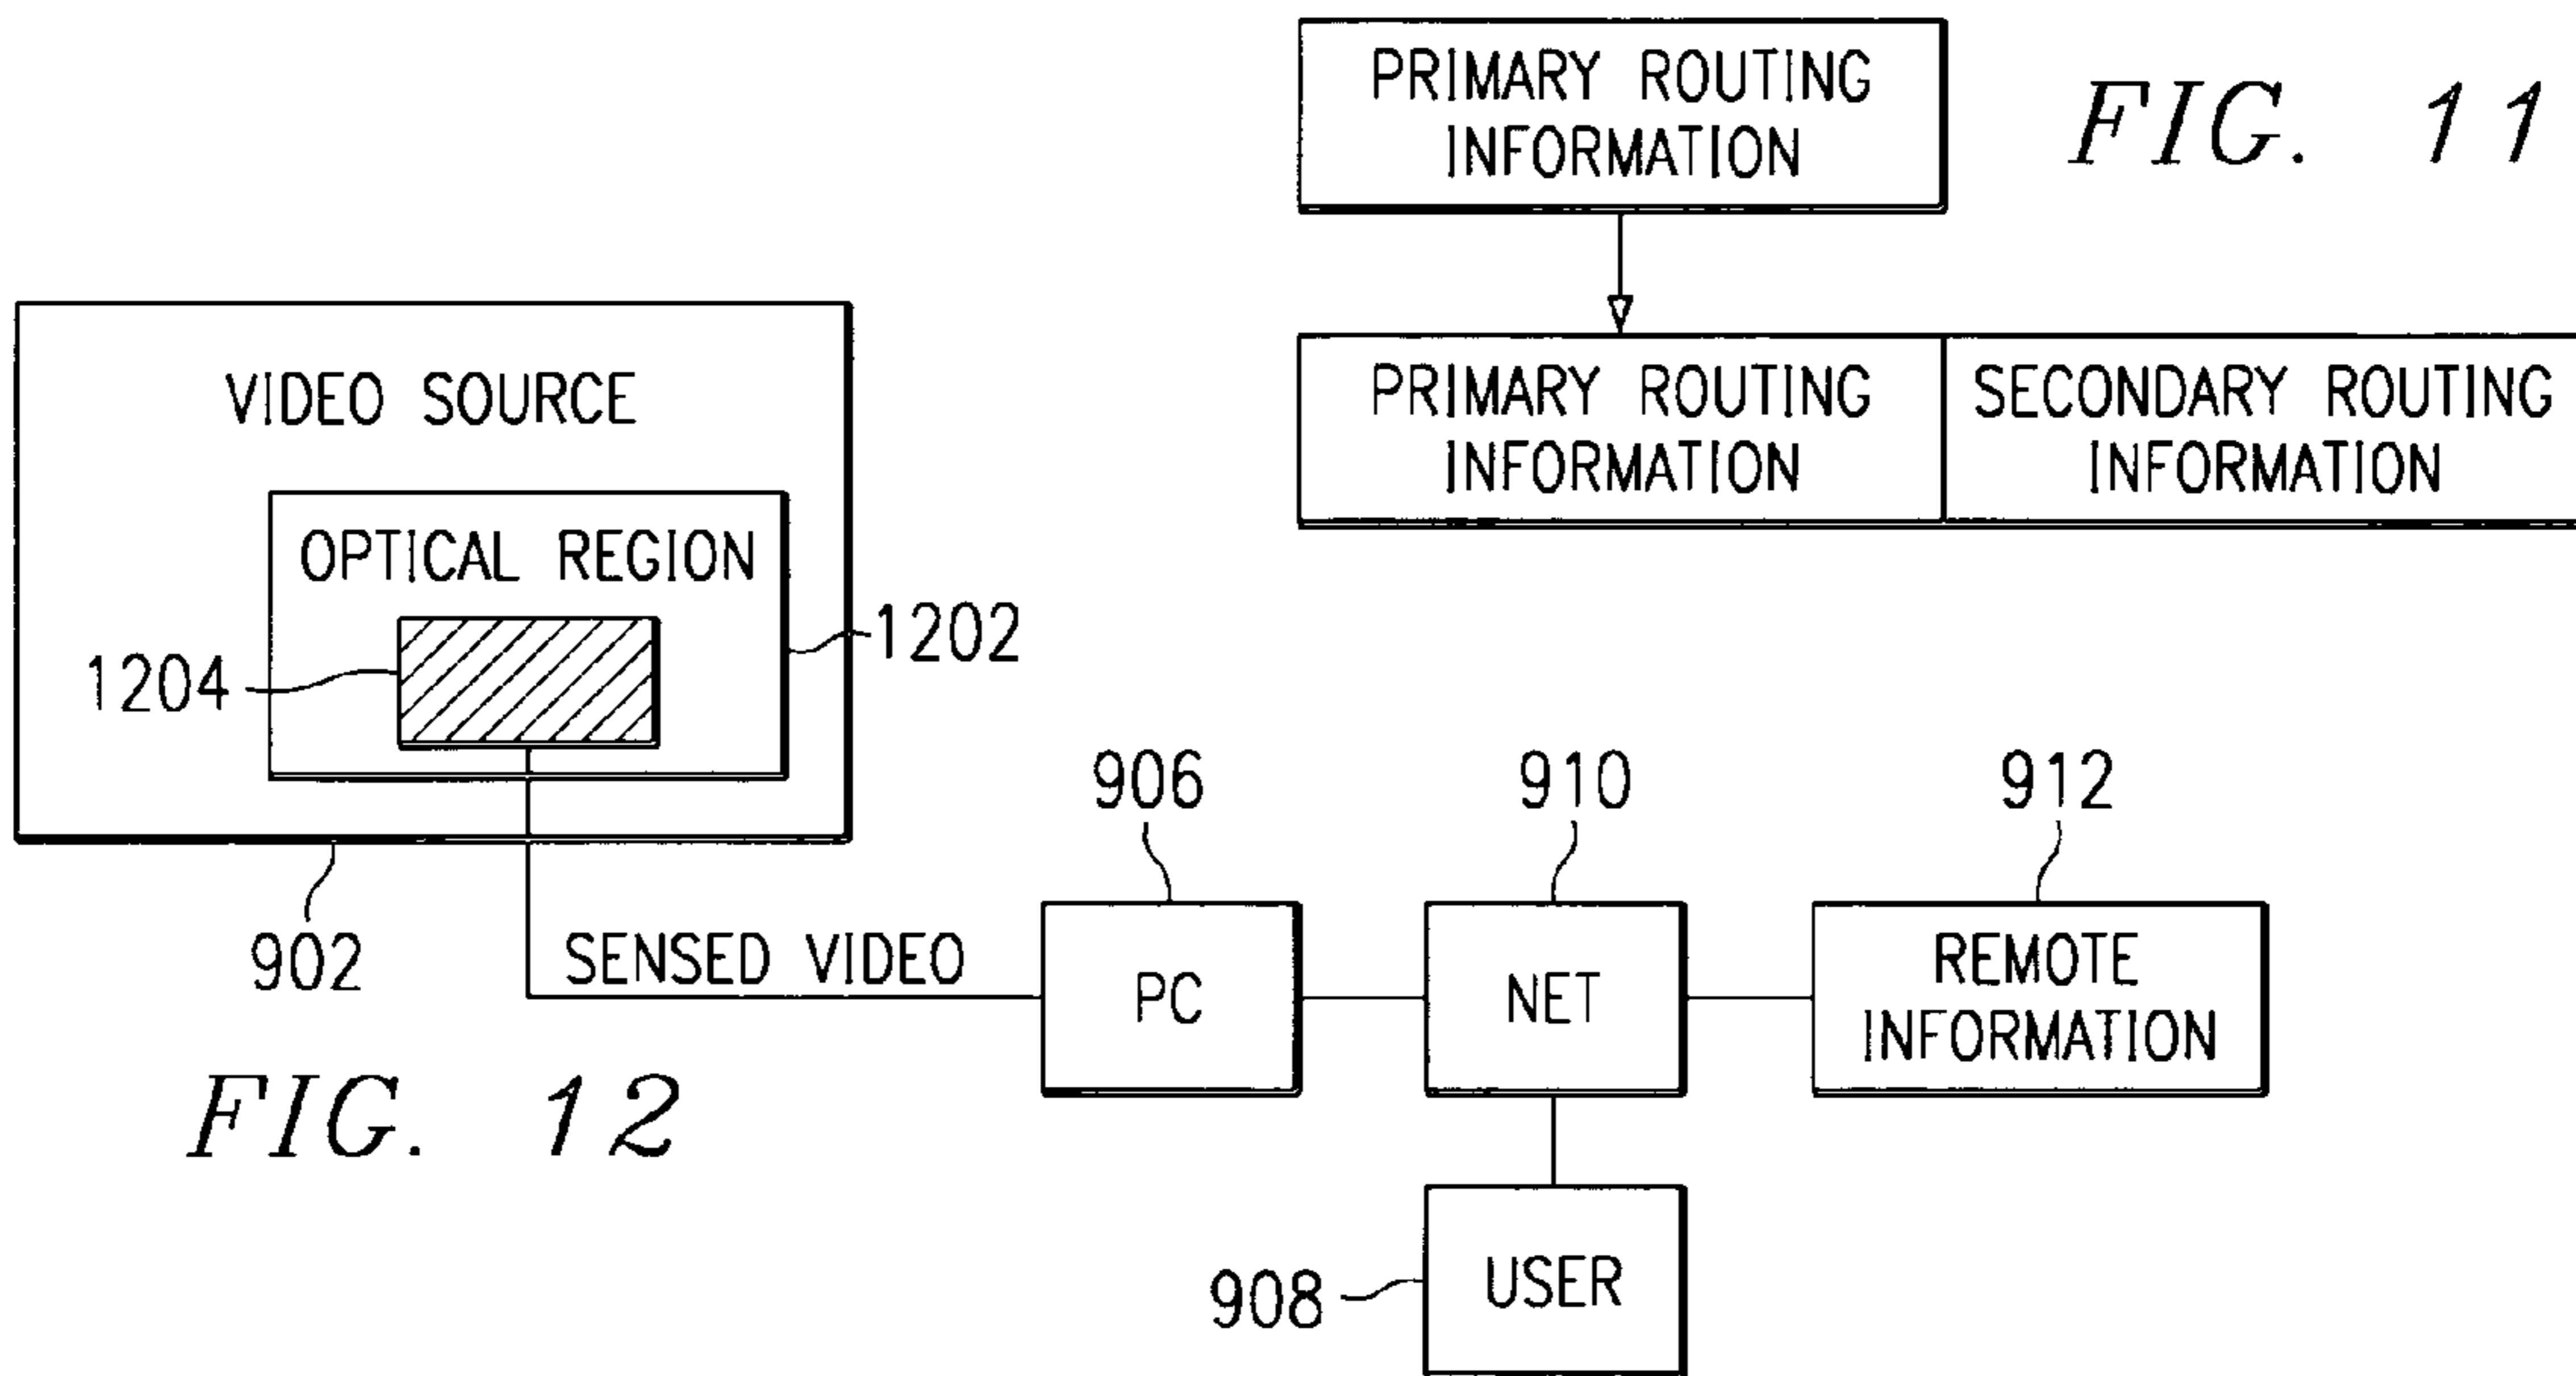 PRIMARY ROUTING
INFORMATION
FIG. 11
PRIMARY ROUTING
INFORMATION
SECONDARY ROUTING
INFORMATION
VIDEO SOURCE
OPTICAL REGION
1204
1202
902
SENSED VIDEO
906
PC
910
NET
912
REMOTE
INFORMATION
908
USER
FIG. 12